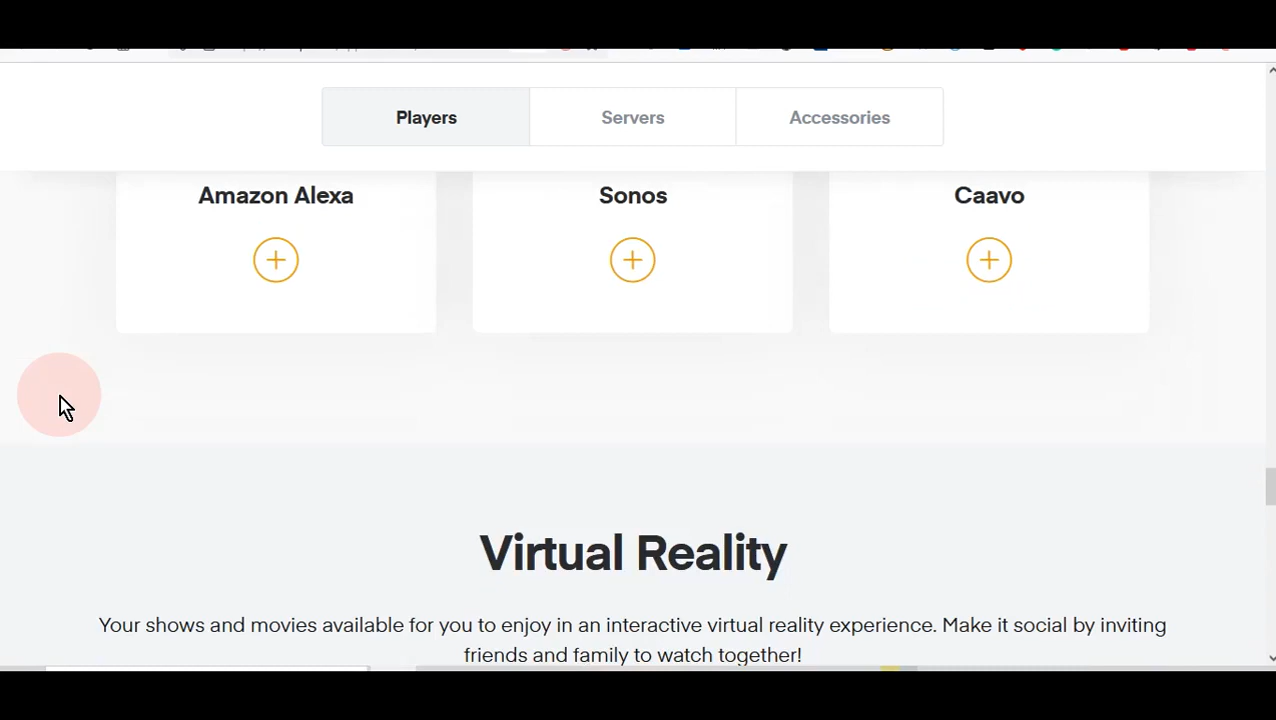 Players
Servers
Accessories
Amazon Alexa
Sonos
Caavo
Virtual Reality
Your shows and movies available for you to enjoy in an interactive virtual reality experience. Make it social by inviting
friends and family to watch together!